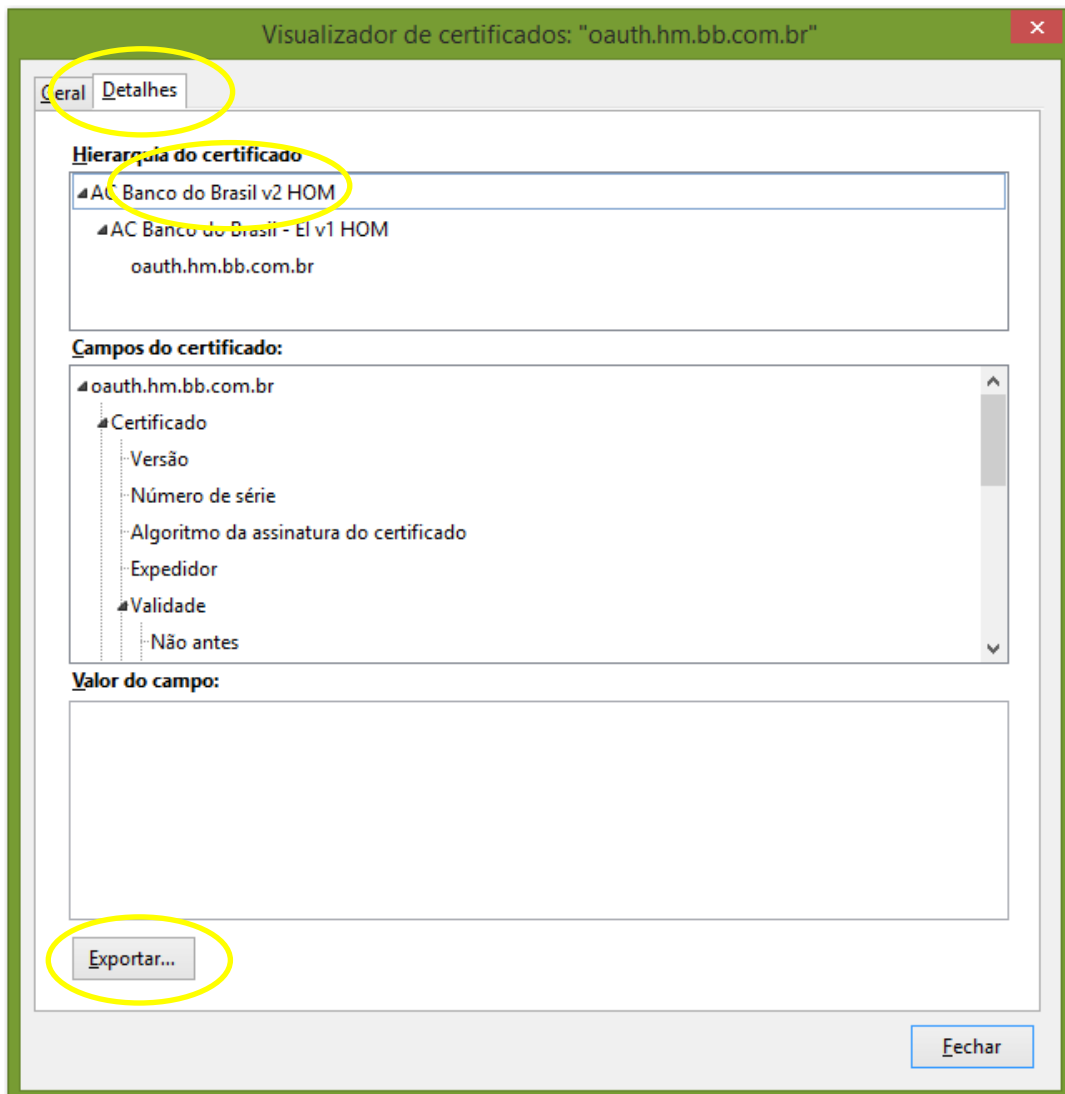 Visualizador de certificados: "oauth.hm.bb.com.br"
Geral Detalhes
Hierarquia do certificado
AC Banco do Brasil v2 HOM
AC Banco do Brasil - EI v1 HOM
oauth.hm.bb.com.br
Campos do certificado:
oauth.hm.bb.com.br
Certificado
Versão
Número de série
Algoritmo da assinatura do certificado
Expedidor
Validade
Não antes
Valor do campo:
Exportar...
Fechar